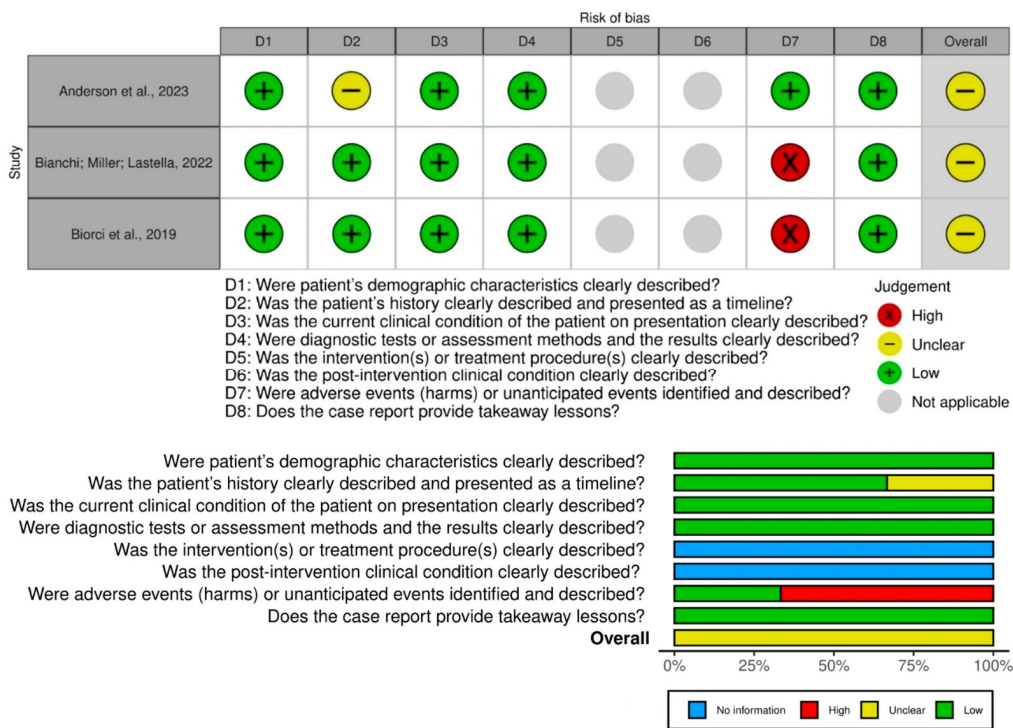 Risk of bias
D1 D2 D3 D4 D5 D6 D7 D8 Overall
Study
Anderson et al., 2023 + − + + + + −
Bianchi; Miller; Lastella, 2022 + + + + X + −
Biorci et al., 2019 + + + + X + −
D1: Were patient's demographic characteristics clearly described?
D2: Was the patient's history clearly described and presented as a timeline?
D3: Was the current clinical condition of the patient on presentation clearly described?
D4: Were diagnostic tests or assessment methods and the results clearly described?
D5: Was the intervention(s) or treatment procedure(s) clearly described?
D6: Was the post-intervention clinical condition clearly described?
D7: Were adverse events (harms) or unanticipated events identified and described?
D8: Does the case report provide takeaway lessons?
Judgement
X High
− Unclear
+ Low
Not applicable
Were patient's demographic characteristics clearly described?
Was the patient's history clearly described and presented as a timeline?
Was the current clinical condition of the patient on presentation clearly described?
Were diagnostic tests or assessment methods and the results clearly described?
Was the intervention(s) or treatment procedure(s) clearly described?
Was the post-intervention clinical condition clearly described?
Were adverse events (harms) or unanticipated events identified and described?
Does the case report provide takeaway lessons?
Overall
0% 25% 50% 75% 100%
No information High Unclear Low